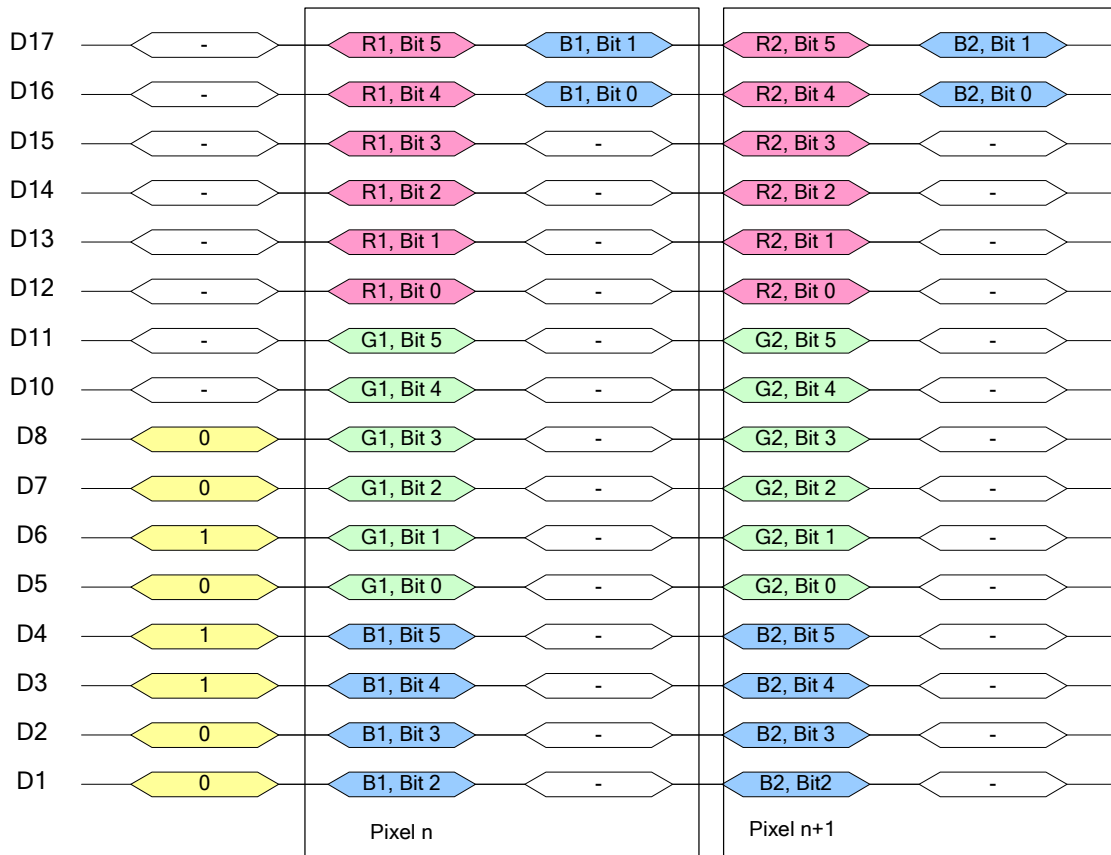 D17 - R1, Bit 5 B1, Bit 1 R2, Bit 5 B2, Bit 1
D16 - R1, Bit 4 B1, Bit 0 R2, Bit 4 B2, Bit 0
D15 - R1, Bit 3 - R2, Bit 3 -
D14 - R1, Bit 2 - R2, Bit 2 -
D13 - R1, Bit 1 - R2, Bit 1 -
D12 - R1, Bit 0 - R2, Bit 0 -
D11 - G1, Bit 5 - G2, Bit 5 -
D10 - G1, Bit 4 - G2, Bit 4 -
D8 0 G1, Bit 3 - G2, Bit 3 -
D7 0 G1, Bit 2 - G2, Bit 2 -
D6 1 G1, Bit 1 - G2, Bit 1 -
D5 0 G1, Bit 0 - G2, Bit 0 -
D4 1 B1, Bit 5 - B2, Bit 5 -
D3 1 B1, Bit 4 - B2, Bit 4 -
D2 0 B1, Bit 3 - B2, Bit 3 -
D1 0 B1, Bit 2 - B2, Bit2 -
Pixel n Pixel n+1